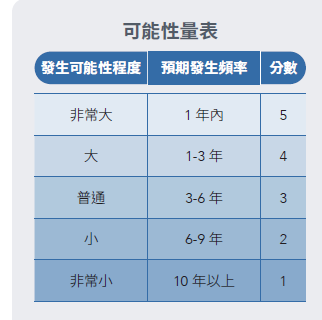 可能性量表
發生可能性程度 預期發生頻率 分數
非常大 1 年內 5
大 1-3 年 4
普通 3-6 年 3
小 6-9 年 2
非常小 10 年以上 1